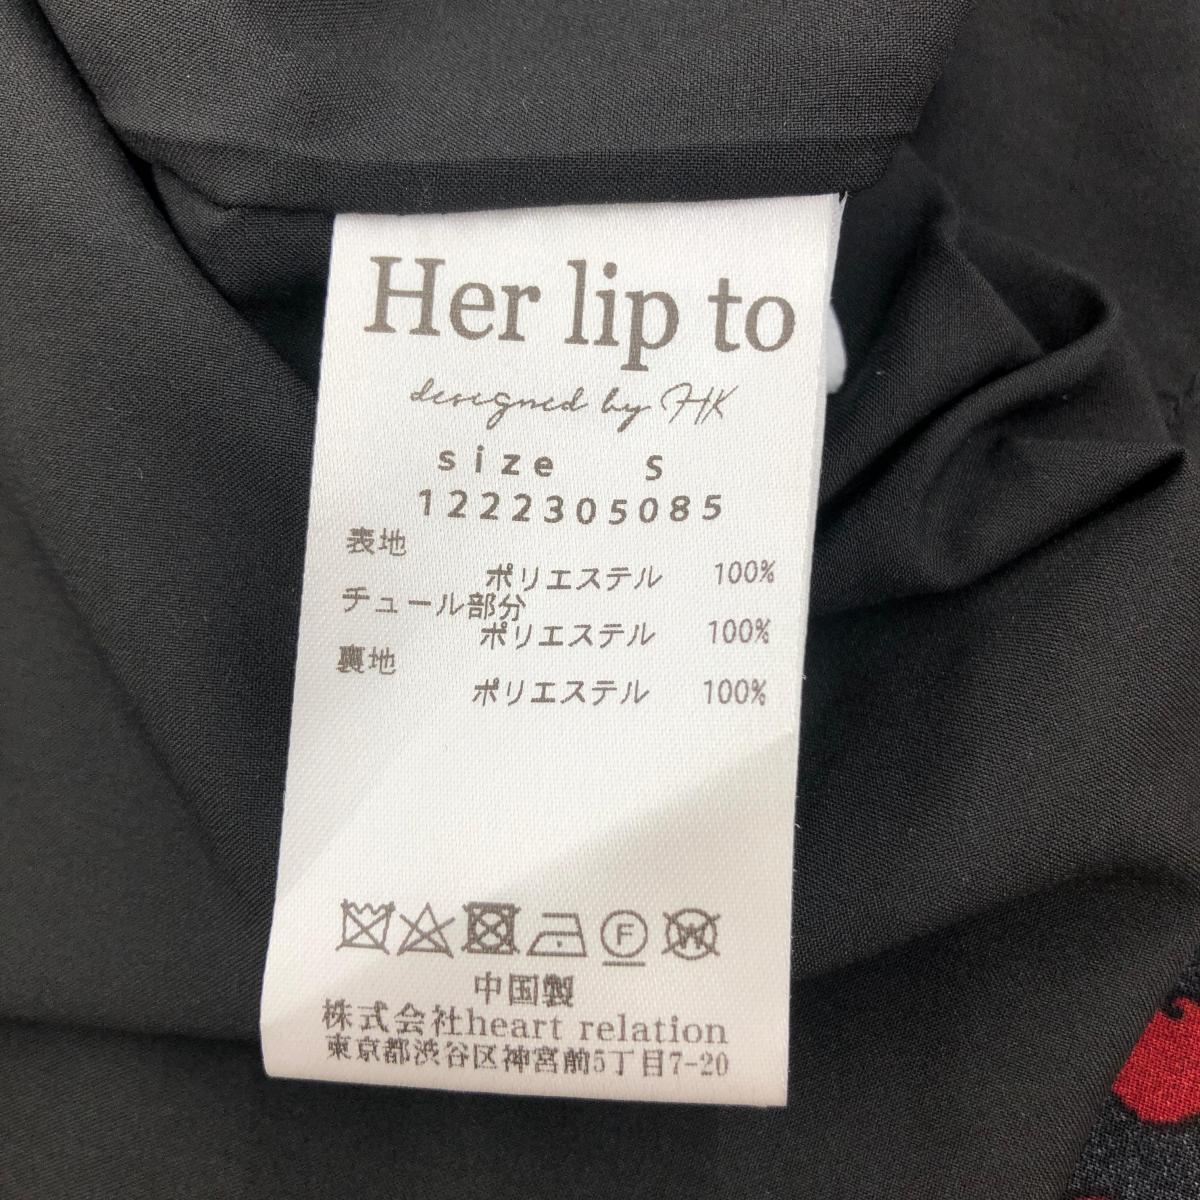 Her lip to
designed by HK
size S
1222305085
表地
ポリエステル 100%
チュール部分
ポリエステル 100%
裏地
ポリエステル 100%
F W
中国製
株式会社heart relation
東京都渋谷区神宮前5丁目7-20